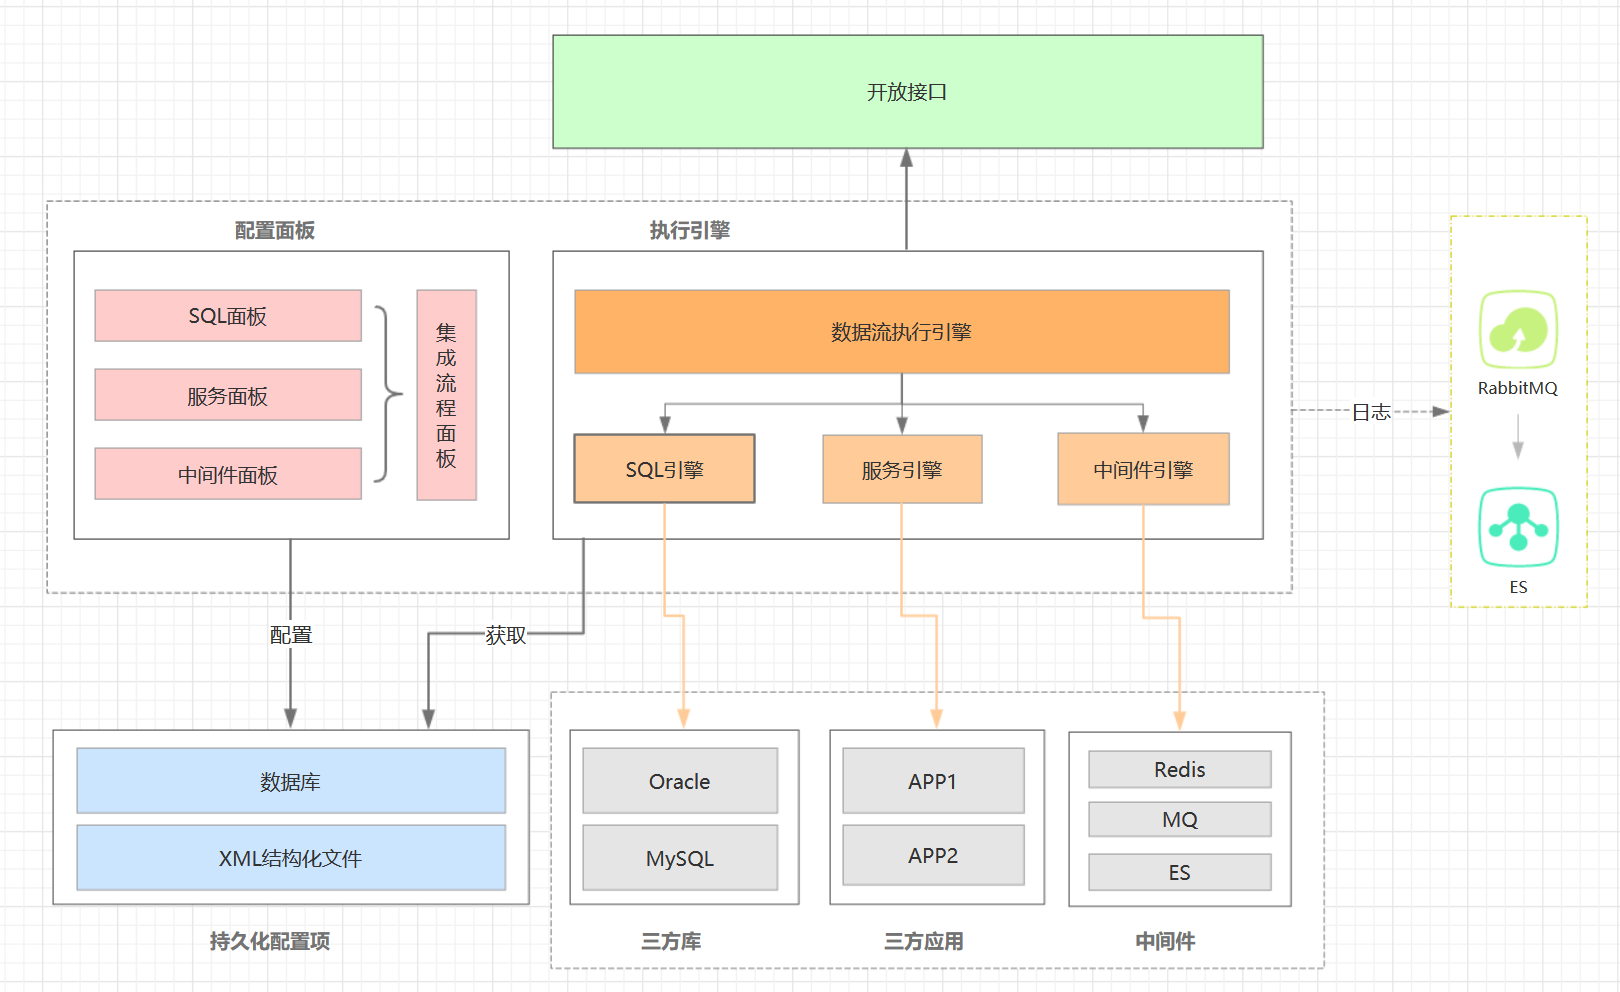 开放接口
配置面板
执行引擎
SQL面板
服务面板
中间件面板
集
成
流
程
面
板
数据流执行引擎
SQL引擎
服务引擎
中间件引擎
日志
RabbitMQ
ES
配置
获取
数据库
XML结构化文件
持久化配置项
Oracle
MySQL
三方库
APP1
APP2
三方应用
Redis
MQ
ES
中间件